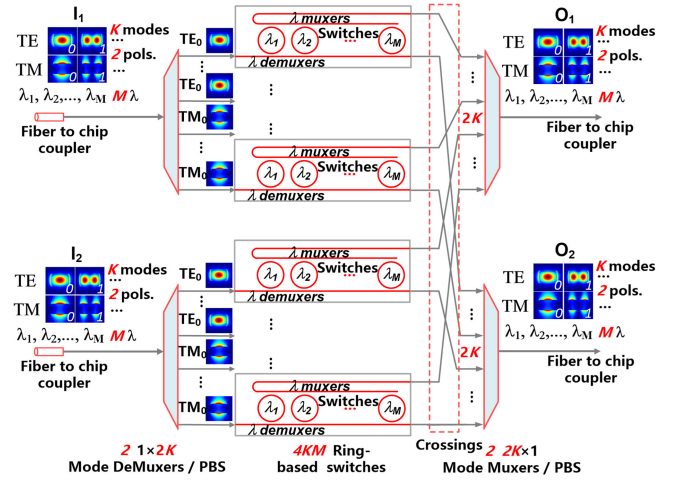 I1
K modes
TE
...
0
1
2 pols.
TM
...
0
1
λ1, λ2,..., λM M λ
Fiber to chip
coupler
TE0
...
TE0
TM0
...
TM0
λ muxers
Switches
λ1 λ2 ... λM
λ demuxers
...
...
λ muxers
Switches
λ1 λ2 ... λM
λ demuxers
...
2K
...
O1
K modes
TE
...
0
1
2 pols.
TM
...
0
1
λ1, λ2,..., λM M λ
Fiber to chip
coupler
I2
K modes
TE
...
0
1
2 pols.
TM
...
0
1
λ1, λ2,..., λM M λ
Fiber to chip
coupler
TE0
...
TE0
TM0
...
TM0
λ muxers
Switches
λ1 λ2 ... λM
λ demuxers
...
...
λ muxers
Switches
λ1 λ2 ... λM
λ demuxers
...
2K
...
O2
K modes
TE
...
0
1
2 pols.
TM
...
0
1
λ1, λ2,..., λM M λ
Fiber to chip
coupler
2 1×2K
Mode DeMuxers / PBS
4KM Ring-
based switches
Crossings
2 2K×1
Mode Muxers / PBS